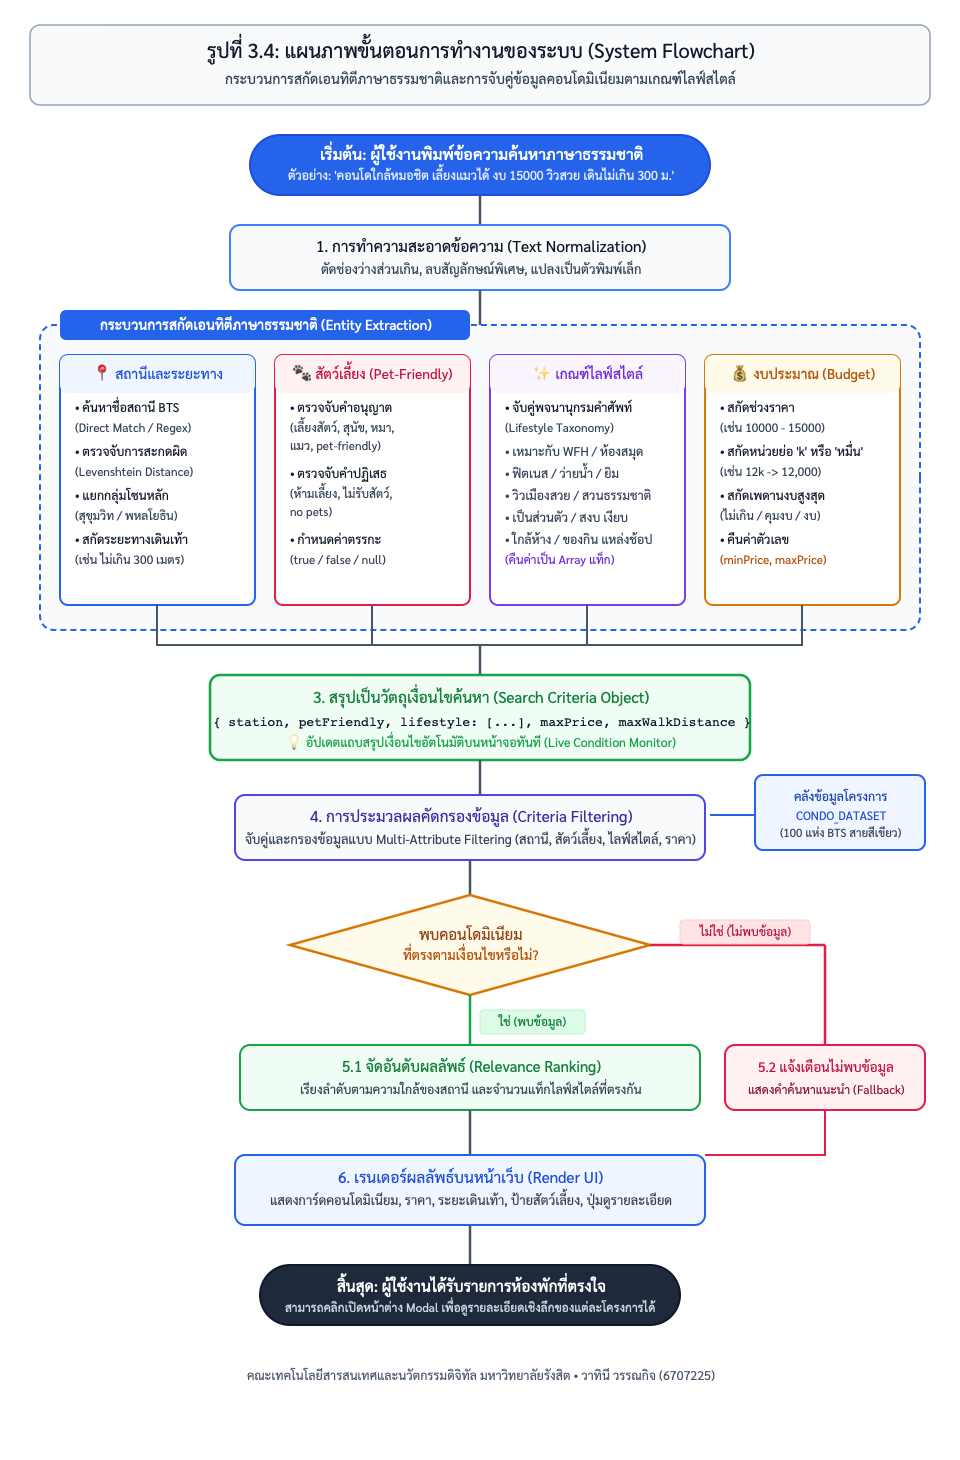 รูปที่ 3.4: แผนภาพขั้นตอนการทำงานของระบบ (System Flowchart)
กระบวนการสกัดเอนทิตีภาษาธรรมชาติและการจับคู่ข้อมูลคอนโดมิเนียมตามเกณฑ์ไลฟ์สไตล์
เริ่มต้น: ผู้ใช้งานพิมพ์ข้อความค้นหาภาษาธรรมชาติ
ตัวอย่าง: 'คอนโดใกล้หมอชิต เลี้ยงแมวได้ งบ 15000 วิวสวย เดินไม่เกิน 300 ม.'
1. การทำความสะอาดข้อความ (Text Normalization)
ตัดช่องว่างส่วนเกิน, ลบสัญลักษณ์พิเศษ, แปลงเป็นตัวพิมพ์เล็ก
กระบวนการสกัดเอนทิตีภาษาธรรมชาติ (Entity Extraction)
📍 สถานีและระยะทาง
• ค้นหาชื่อสถานี BTS
(Direct Match / Regex)
• ตรวจจับการสะกดผิด
(Levenshtein Distance)
• แยกกลุ่มโซนหลัก
(สุขุมวิท / พหลโยธิน)
• สกัดระยะทางเดินเท้า
(เช่น ไม่เกิน 300 เมตร)
🐾 สัตว์เลี้ยง (Pet-Friendly)
• ตรวจจับคำอนุญาต
(เลี้ยงสัตว์, สุนัข, หมา,
แมว, pet-friendly)
• ตรวจจับคำปฏิเสธ
(ห้ามเลี้ยง, ไม่รับสัตว์,
no pets)
• กำหนดค่าตรรกะ
(true / false / null)
✨ เกณฑ์ไลฟ์สไตล์
• จับคู่พจนานุกรมคำศัพท์
(Lifestyle Taxonomy)
• เหมาะกับ WFH / ห้องสมุด
• ฟิตเนส / ว่ายน้ำ / ยิม
• วิวเมืองสวย / สวนธรรมชาติ
• เป็นส่วนตัว / สงบ เงียบ
• ใกล้ห้าง / ของกิน แหล่งช้อป
(คืนค่าเป็น Array แท็ก)
💰 งบประมาณ (Budget)
• สกัดช่วงราคา
(เช่น 10000 - 15000)
• สกัดหน่วยย่อ 'k' หรือ 'หมื่น'
(เช่น 12k -> 12,000)
• สกัดเพดานงบสูงสุด
(ไม่เกิน / คุมงบ / งบ)
• คืนค่าตัวเลข
(minPrice, maxPrice)
3. สรุปเป็นวัตถุเงื่อนไขค้นหา (Search Criteria Object)
{ station, petFriendly, lifestyle: [...], maxPrice, maxWalkDistance }
💡 อัปเดตแถบสรุปเงื่อนไขอัตโนมัติบนหน้าจอทันที (Live Condition Monitor)
4. การประมวลผลคัดกรองข้อมูล (Criteria Filtering)
จับคู่และกรองข้อมูลแบบ Multi-Attribute Filtering (สถานี, สัตว์เลี้ยง, ไลฟ์สไตล์, ราคา)
คลังข้อมูลโครงการ
CONDO_DATASET
(100 แห่ง BTS สายสีเขียว)
พบคอนโดมิเนียม
ที่ตรงตามเงื่อนไขหรือไม่?
ไม่ใช่ (ไม่พบข้อมูล)
ใช่ (พบข้อมูล)
5.1 จัดอันดับผลลัพธ์ (Relevance Ranking)
เรียงลำดับตามความใกล้ของสถานี และจำนวนแท็กไลฟ์สไตล์ที่ตรงกัน
5.2 แจ้งเตือนไม่พบข้อมูล
แสดงคำค้นหาแนะนำ (Fallback)
6. เรนเดอร์ผลลัพธ์บนหน้าเว็บ (Render UI)
แสดงการ์ดคอนโดมิเนียม, ราคา, ระยะเดินเท้า, ป้ายสัตว์เลี้ยง, ปุ่มดูรายละเอียด
สิ้นสุด: ผู้ใช้งานได้รับรายการห้องพักที่ตรงใจ
สามารถคลิกเปิดหน้าต่าง Modal เพื่อดูรายละเอียดเชิงลึกของแต่ละโครงการได้
คณะเทคโนโลยีสารสนเทศและนวัตกรรมดิจิทัล มหาวิทยาลัยรังสิต • วาทินี วรรณกิจ (6707225)